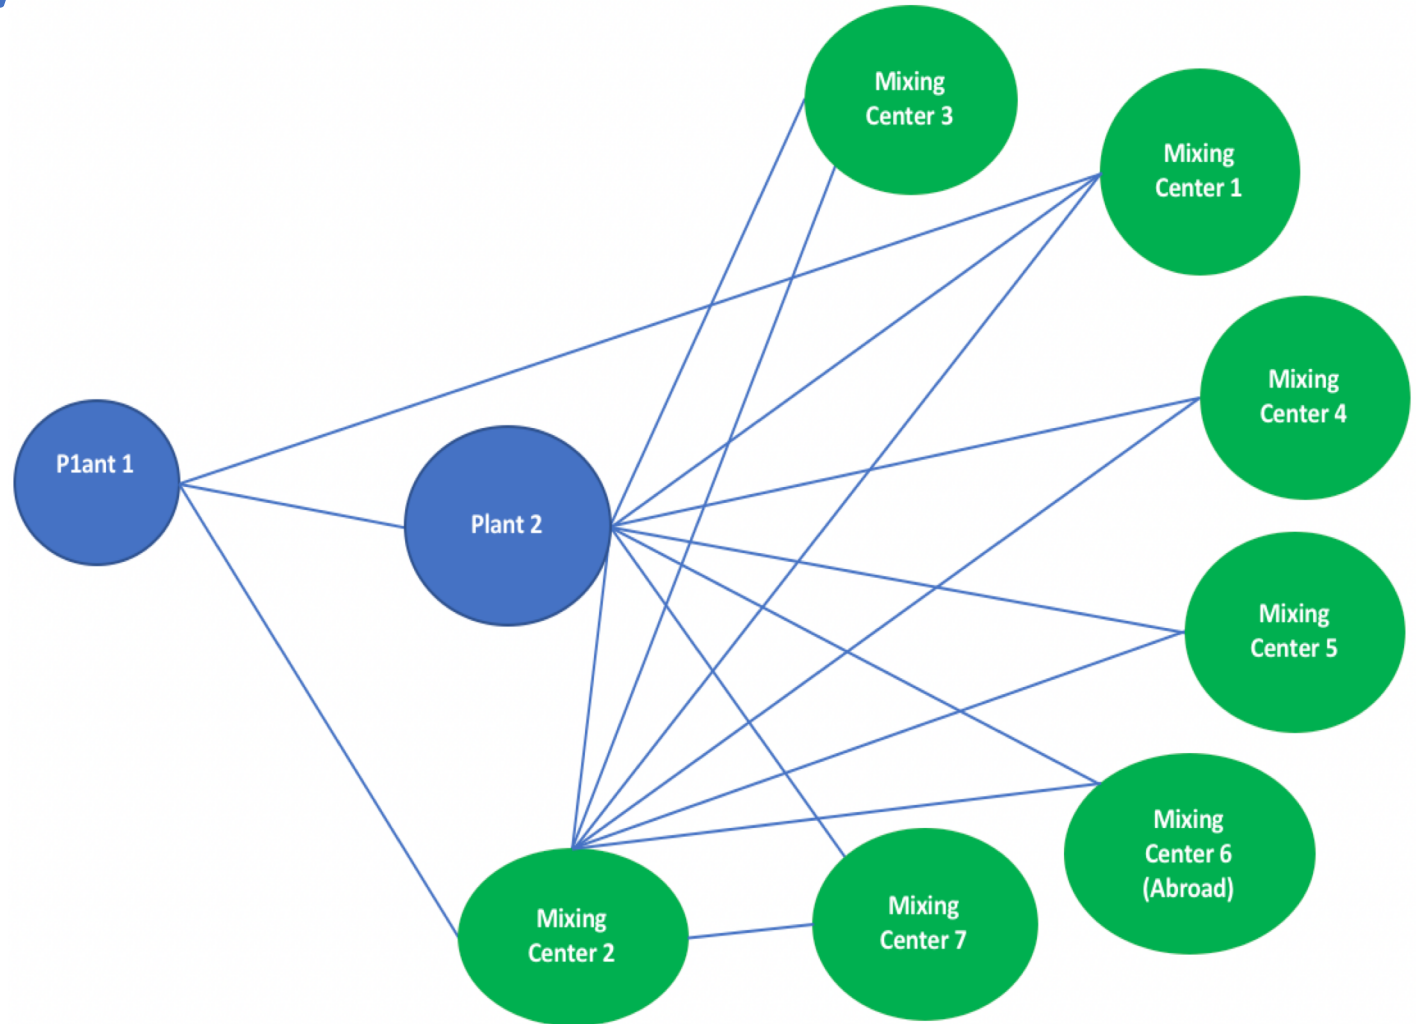 Mixing
Center 3
Mixing
Center 1
Mixing
Center 4
P1ant 1
Plant 2
Mixing
Center 5
Mixing
Center 6
(Abroad)
Mixing
Center 7
Mixing
Center 2